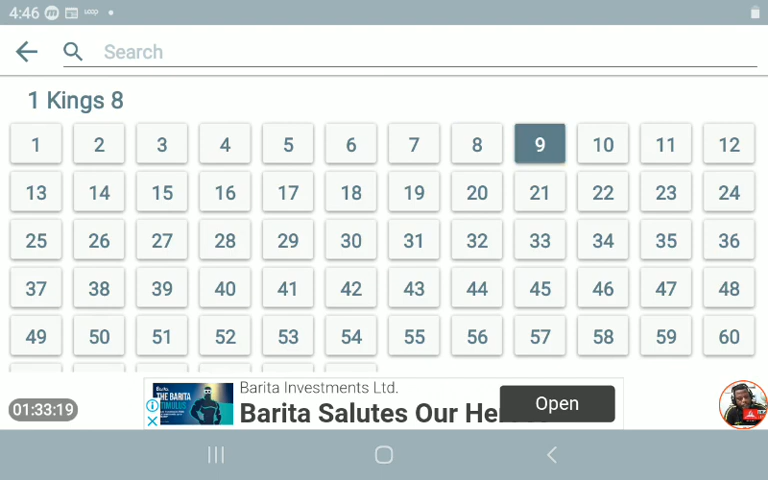 4:46
Search
1 Kings 8
1 2 3 4 5 6 7 8 9 10 11 12
13 14 15 16 17 18 19 20 21 22 23 24
25 26 27 28 29 30 31 32 33 34 35 36
37 38 39 40 41 42 43 44 45 46 47 48
49 50 51 52 53 54 55 56 57 58 59 60
01:33:19
THE BARITA
Barita Investments Ltd.
Barita Salutes Our He
Open